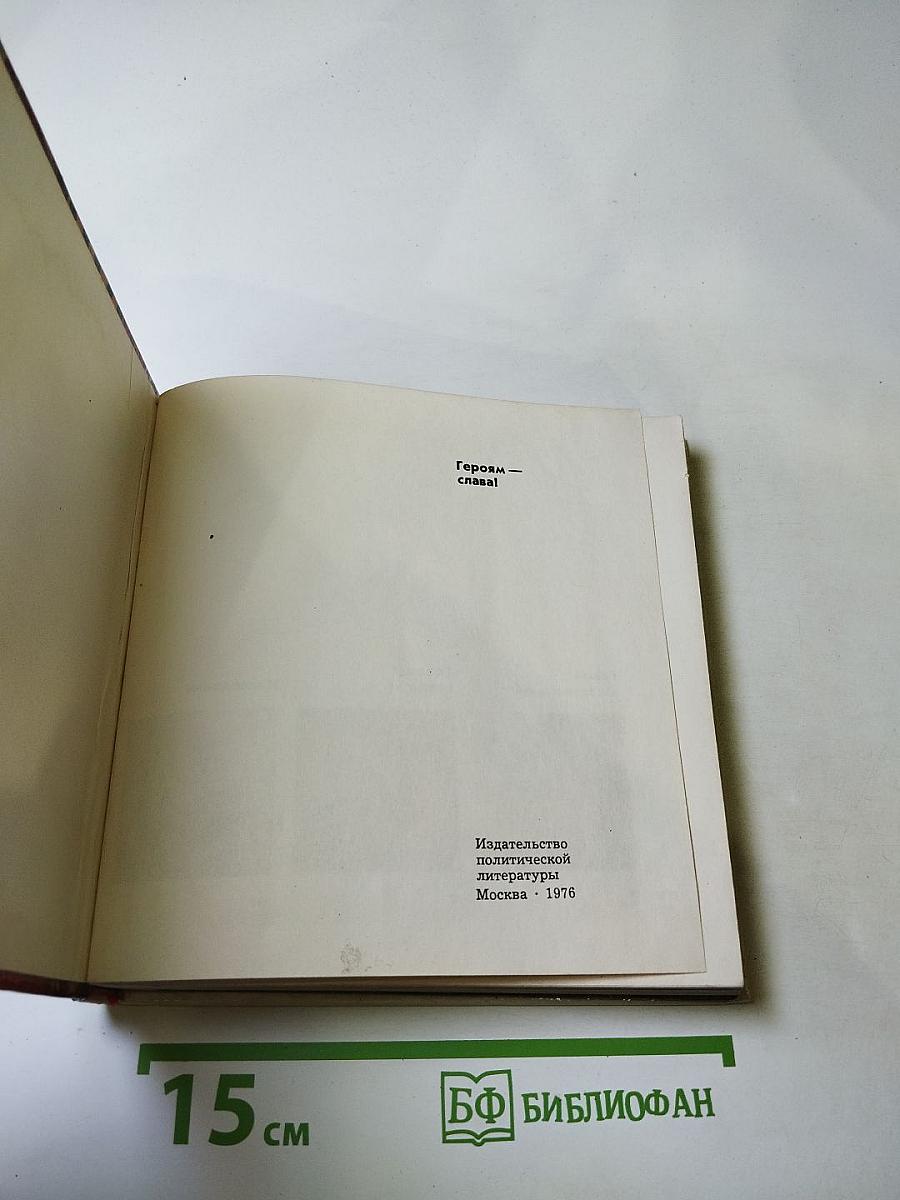 Героям —
слава!
Издательство
политической
литературы
Москва · 1976
15 см
БФ БИБЛИОФАН